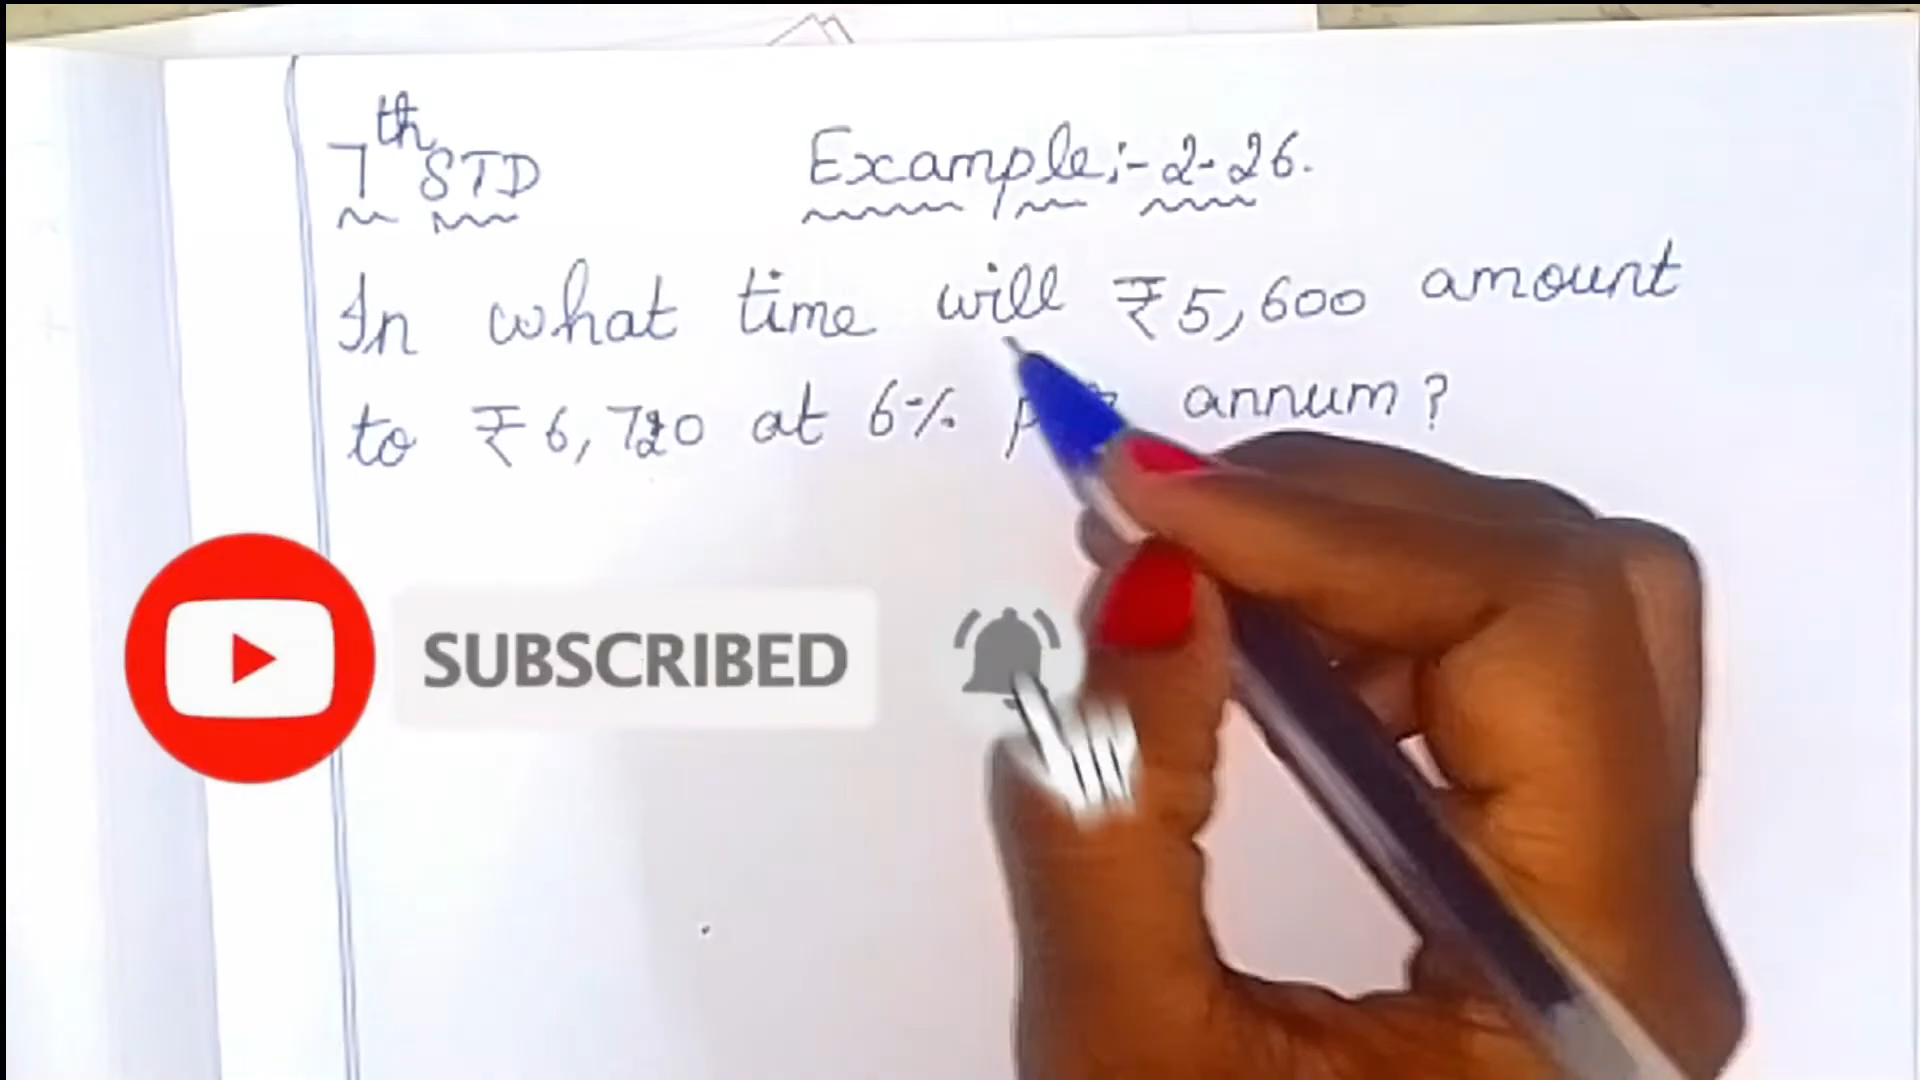 7th STD Example:- 2.26.
In what time will ₹5,600 amount
to ₹6,720 at 6% annum?
SUBSCRIBED